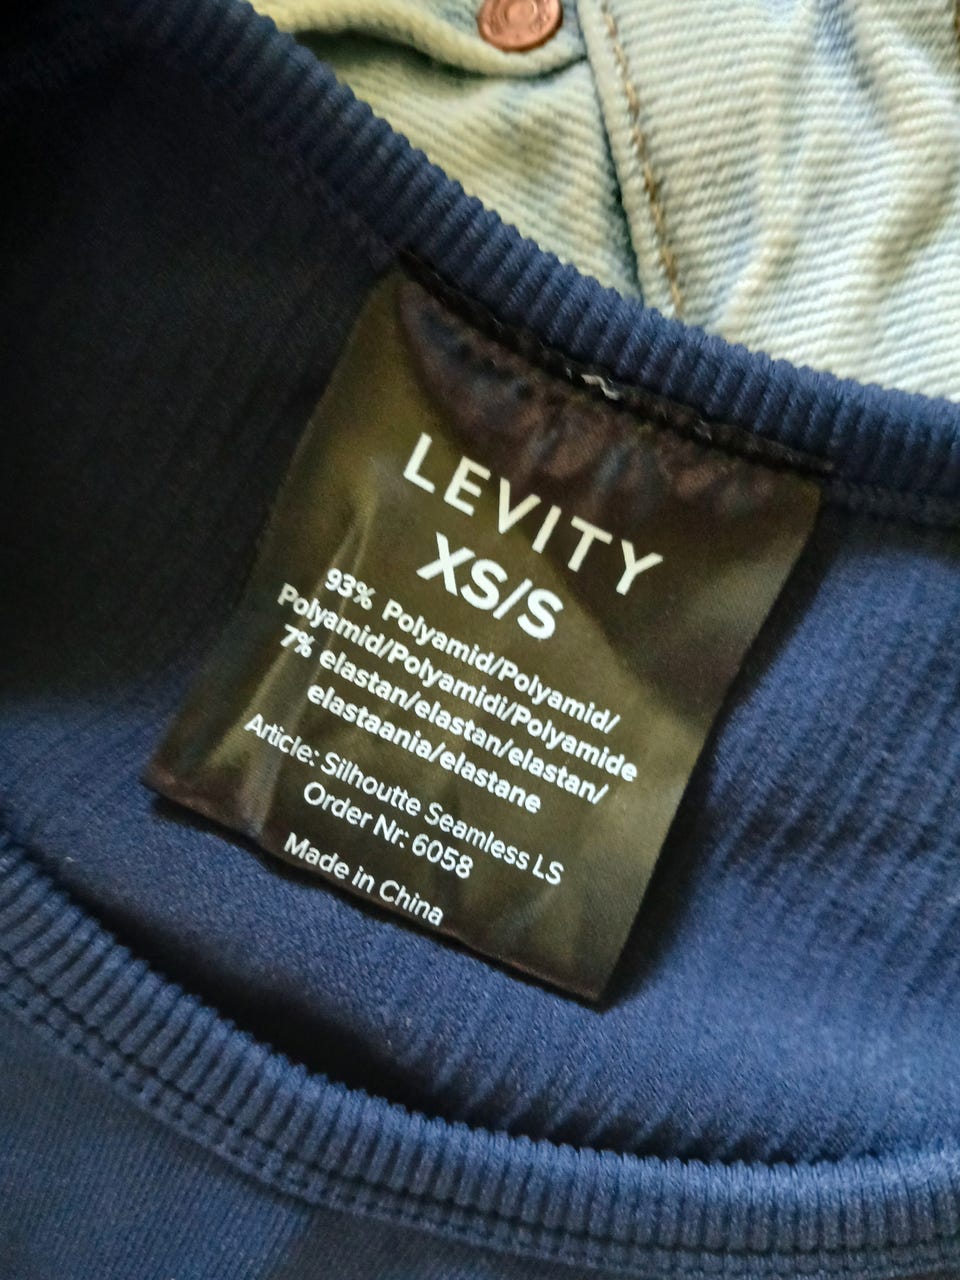 LEVITY
XS/S
93% Polyamid/Polyamid/
Polyamid/Polyamidi/Polyamide
7% elastan/elastan/elastan/
elastaania/elastane
Article: Silhoutte Seamless LS
Order Nr: 6058
Made in China